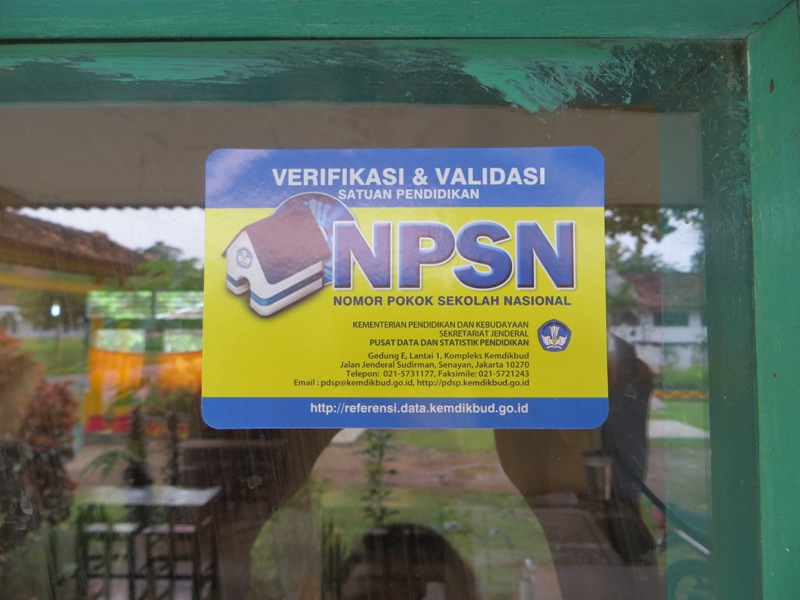 VERIFIKASI & VALIDASI
SATUAN PENDIDIKAN
NPSN
NOMOR POKOK SEKOLAH NASIONAL
KEMENTERIAN PENDIDIKAN DAN KEBUDAYAAN
SEKRETARIAT JENDERAL
PUSAT DATA DAN STATISTIK PENDIDIKAN
Gedung E, Lantai 1, Kompleks Kemdikbud
Jalan Jenderal Sudirman, Senayan, Jakarta 10270
Telepon: 021-5731177, Faksimile: 021-5721243
Email : pdsp@kemdikbud.go.id, http://pdsp.kemdikbud.go.id
http://referensi.data.kemdikbud.go.id